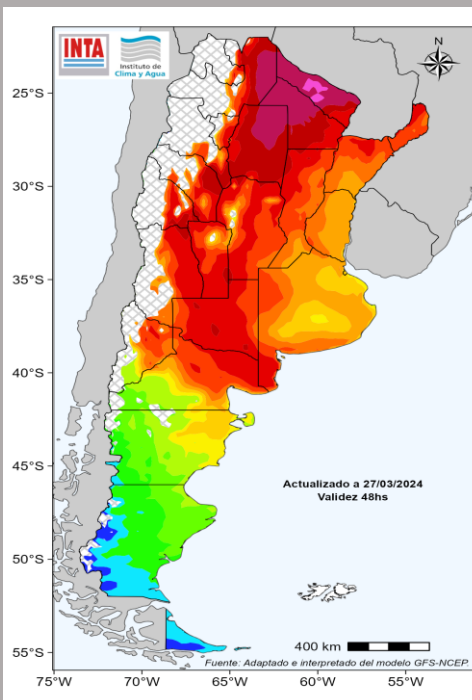 INTA
Instituto de
Clima y Agua
N
25°S
30°S
35°S
40°S
45°S
50°S
55°S
Actualizado a 27/03/2024
Validez 48hs
400 km
Fuente: Adaptado e interpretado del modelo GFS-NCEP.
75°W
70°W
65°W
60°W
55°W